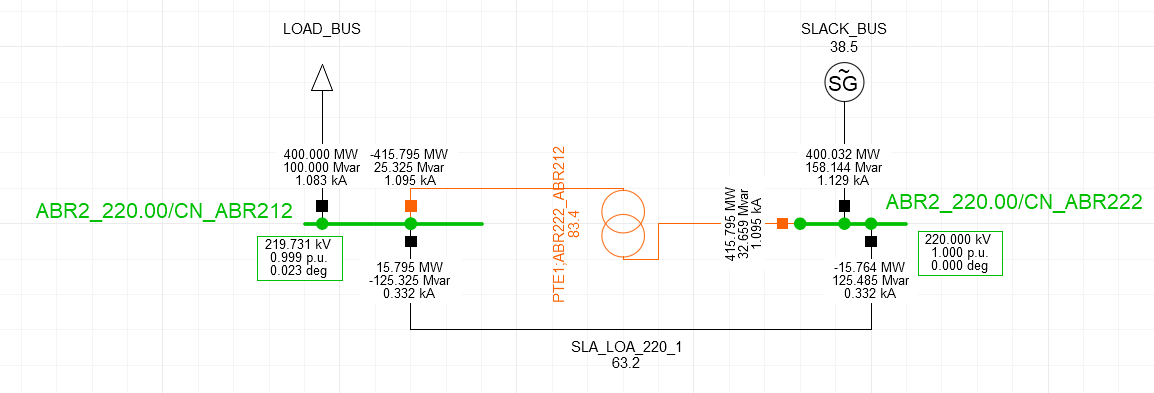 LOAD_BUS
SLACK_BUS
38.5
~
SG
400.000 MW
100.000 Mvar
1.083 kA
-415.795 MW
25.325 Mvar
1.095 kA
PTE1;ABR222_ABR212
83.4
415.795 MW
32.659 Mvar
1.095 kA
400.032 MW
158.144 Mvar
1.129 kA
ABR2_220.00/CN_ABR212
ABR2_220.00/CN_ABR222
219.731 kV
0.999 p.u.
0.023 deg
15.795 MW
-125.325 Mvar
0.332 kA
-15.764 MW
125.485 Mvar
0.332 kA
220.000 kV
1.000 p.u.
0.000 deg
SLA_LOA_220_1
63.2